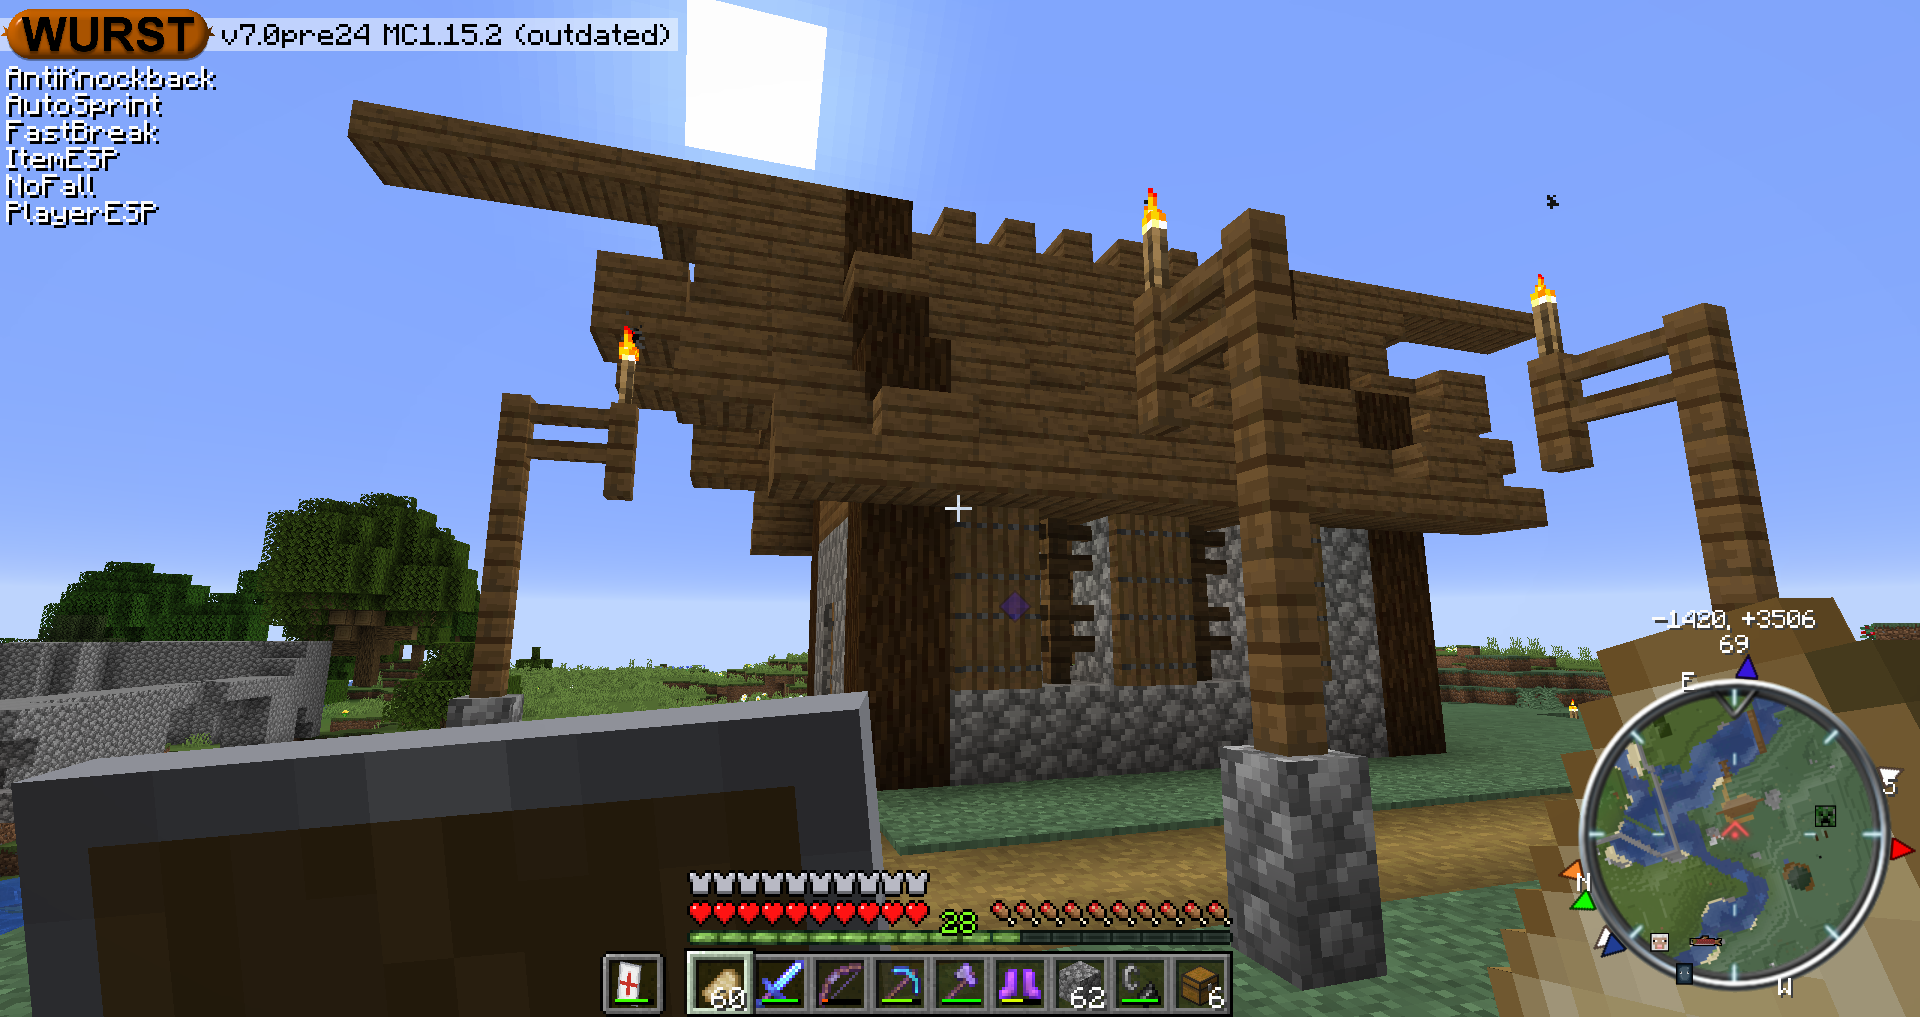 WURST v7.0pre24 MC1.15.2 (outdated)
AntiKnockback
AutoSprint
FastBreak
ItemESP
NoFall
PlayerESP
-1420, +3506
69
E
S
N
W
28
60
62
6